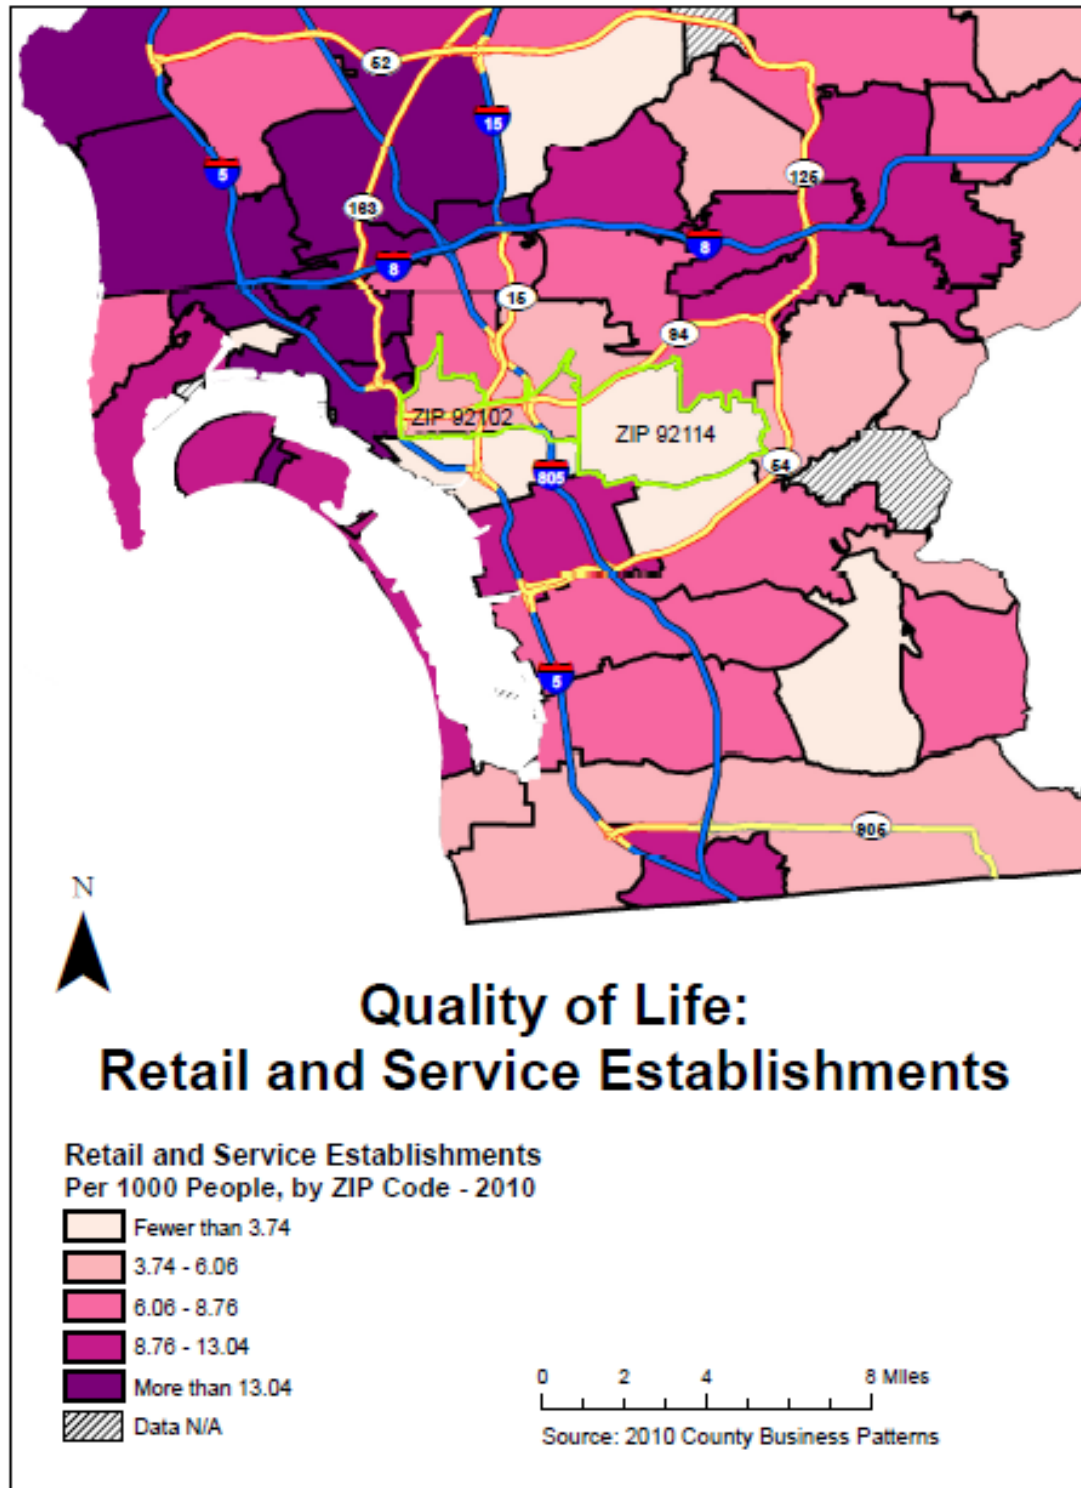 52
15
5
126
163
8
8
15
94
ZIP 92102
ZIP 92114
54
805
5
905
N
Quality of Life:
Retail and Service Establishments
Retail and Service Establishments
Per 1000 People, by ZIP Code - 2010
Fewer than 3.74
3.74 - 6.06
6.06 - 8.76
8.76 - 13.04
More than 13.04
Data N/A
0 2 4 8 Miles
Source: 2010 County Business Patterns